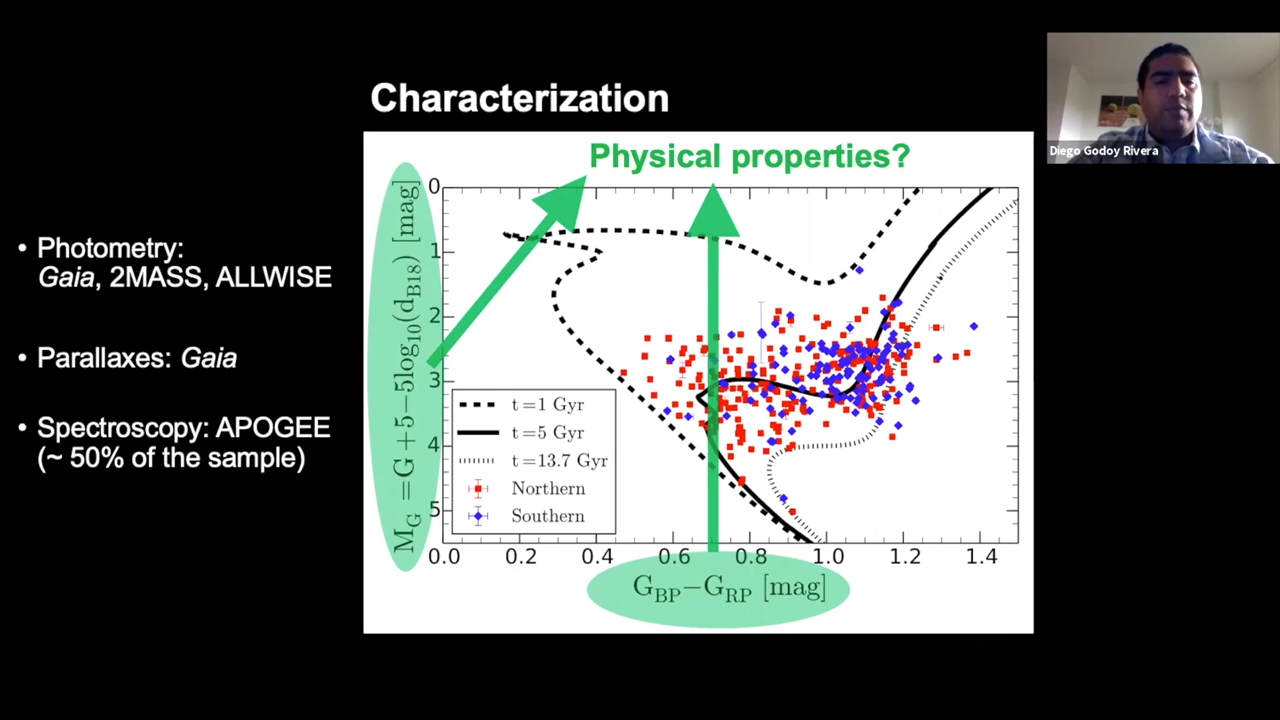 Characterization
Diego Godoy Rivera
Physical properties?
• Photometry:
Gaia, 2MASS, ALLWISE
• Parallaxes: Gaia
• Spectroscopy: APOGEE
(~ 50% of the sample)
M_G =G+5−5log₁₀(d_B18) [mag]
0
1
2
3
4
5
t=1 Gyr
t=5 Gyr
t=13.7 Gyr
Northern
Southern
0.0 0.2 0.4 0.6 0.8 1.0 1.2 1.4
G_BP−G_RP [mag]